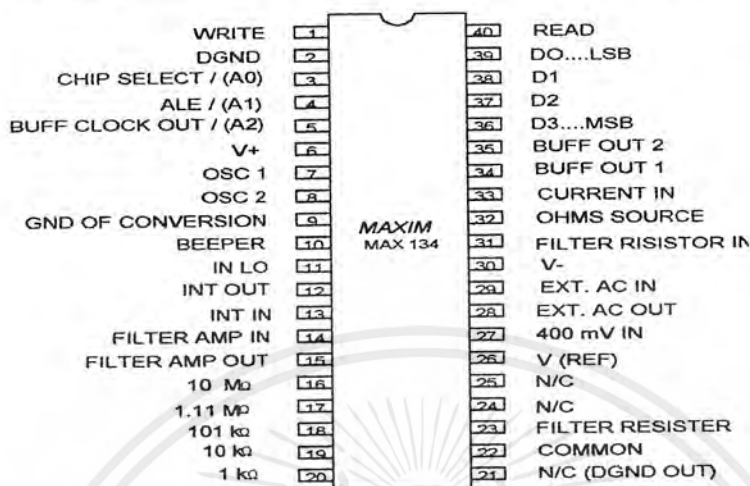 WRITE 1 40 READ
DGND 2 39 DO....LSB
CHIP SELECT / (A0) 3 38 D1
ALE / (A1) 4 37 D2
BUFF CLOCK OUT / (A2) 5 36 D3....MSB
V+ 6 35 BUFF OUT 2
OSC 1 7 34 BUFF OUT 1
OSC 2 8 33 CURRENT IN
GND OF CONVERSION 9 32 OHMS SOURCE
MAXIM
MAX 134
BEEPER 10 31 FILTER RISISTOR IN
IN LO 11 30 V-
INT OUT 12 29 EXT. AC IN
INT IN 13 28 EXT. AC OUT
FILTER AMP IN 14 27 400 mV IN
FILTER AMP OUT 15 26 V (REF)
10 MΩ 16 25 N/C
1.11 MΩ 17 24 N/C
101 kΩ 18 23 FILTER RESISTER
10 kΩ 19 22 COMMON
1 kΩ 20 21 N/C (DGND OUT)